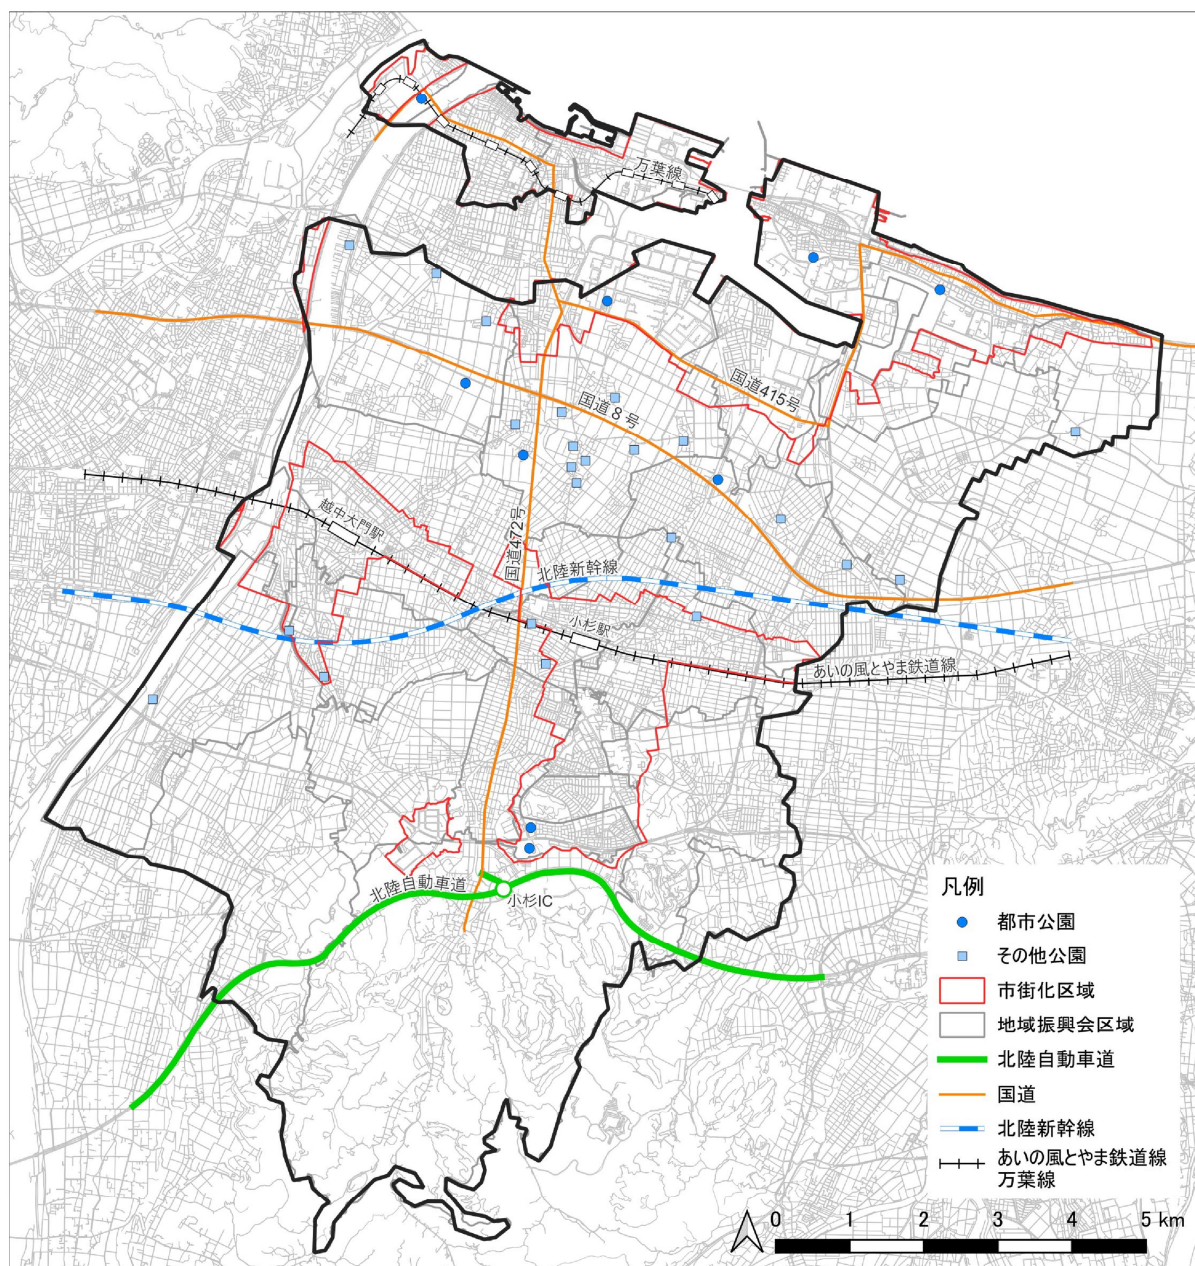 万葉線
国道415号
国道8号
越中大門駅
国道472号
北陸新幹線
小杉駅
あいの風とやま鉄道線
北陸自動車道
小杉IC
凡例
都市公園
その他公園
市街化区域
地域振興会区域
北陸自動車道
国道
北陸新幹線
あいの風とやま鉄道線
万葉線
0 1 2 3 4 5 km